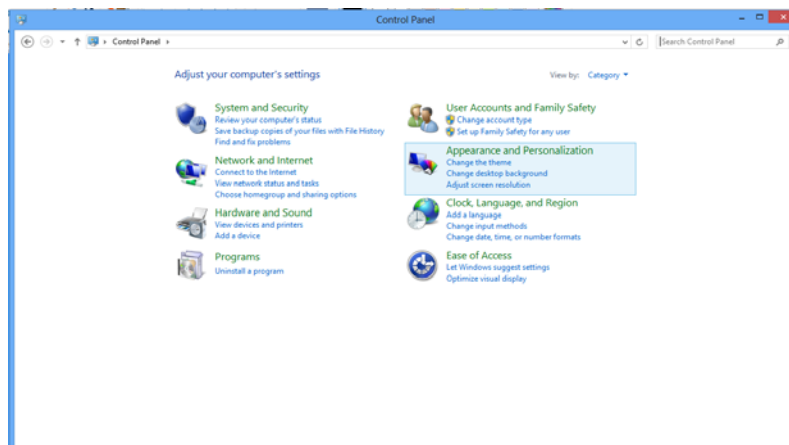 Control Panel
Control Panel
Search Control Panel
Adjust your computer's settings
View by: Category
System and Security
Review your computer's status
Save backup copies of your files with File History
Find and fix problems
Network and Internet
Connect to the Internet
View network status and tasks
Choose homegroup and sharing options
Hardware and Sound
View devices and printers
Add a device
Programs
Uninstall a program
User Accounts and Family Safety
Change account type
Set up Family Safety for any user
Appearance and Personalization
Change the theme
Change desktop background
Adjust screen resolution
Clock, Language, and Region
Add a language
Change input methods
Change date, time, or number formats
Ease of Access
Let Windows suggest settings
Optimize visual display